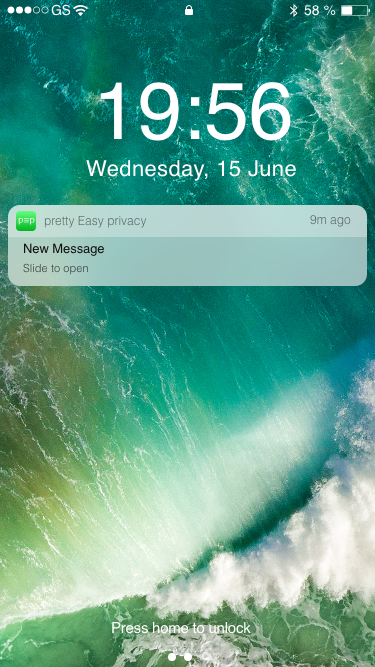 GS 58 %
19:56
Wednesday, 15 June
p≡p pretty Easy privacy 9m ago
New Message
Slide to open
Press home to unlock